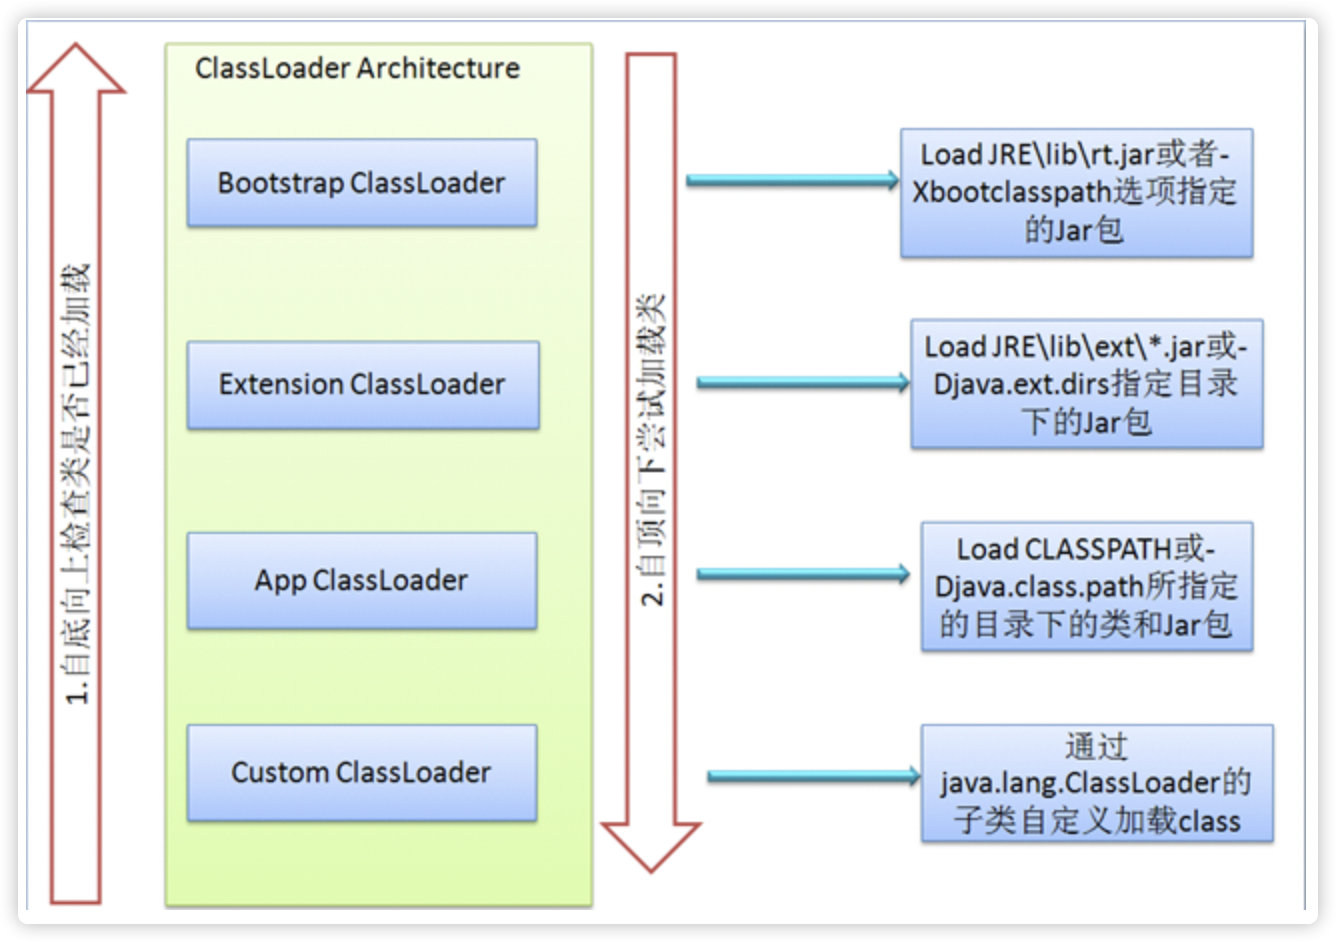 ClassLoader Architecture
1.自底向上检查类是否已经加载
2.自顶向下尝试加载类
Bootstrap ClassLoader
Load JRE\lib\rt.jar或者-
Xbootclasspath选项指定
的Jar包
Extension ClassLoader
Load JRE\lib\ext\*.jar或-
Djava.ext.dirs指定目录
下的Jar包
App ClassLoader
Load CLASSPATH或-
Djava.class.path所指定
的目录下的类和Jar包
Custom ClassLoader
通过
java.lang.ClassLoader的
子类自定义加载class